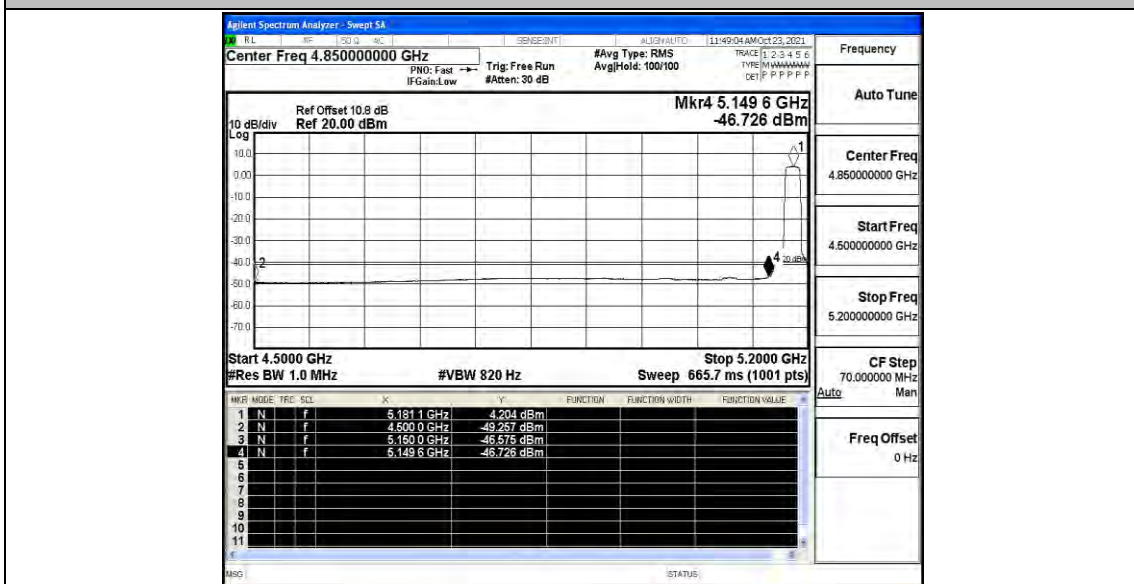 Agilent Spectrum Analyzer - Swept SA
RL RF 50 Ω AC SENSE:INT ALIGN AUTO 11:49:04 AM Oct 23, 2021
Center Freq 4.850000000 GHz
PNO: Fast
IFGain:Low
Trig: Free Run
#Atten: 30 dB
#Avg Type: RMS
Avg|Hold: 100/100
TRACE 1 2 3 4 5 6
TYPE M WWWWW
DET P P P P P P
Ref Offset 10.8 dB
Ref 20.00 dBm
10 dB/div
Log
Mkr4 5.149 6 GHz
-46.726 dBm
10.0
0.00
-10.0
-20.0
-30.0
-40.0
-50.0
-60.0
-70.0
1
2
4
Start 4.5000 GHz
#Res BW 1.0 MHz
#VBW 820 Hz
Stop 5.2000 GHz
Sweep 665.7 ms (1001 pts)
MKR MODE TRC SCL X Y FUNCTION FUNCTION WIDTH FUNCTION VALUE
1 N f 5.181 1 GHz 4.204 dBm
2 N f 4.500 0 GHz -49.257 dBm
3 N f 5.150 0 GHz -46.575 dBm
4 N f 5.149 6 GHz -46.726 dBm
5
6
7
8
9
10
11
MSG STATUS
Frequency
Auto Tune
Center Freq
4.850000000 GHz
Start Freq
4.500000000 GHz
Stop Freq
5.200000000 GHz
CF Step
70.000000 MHz
Auto Man
Freq Offset
0 Hz